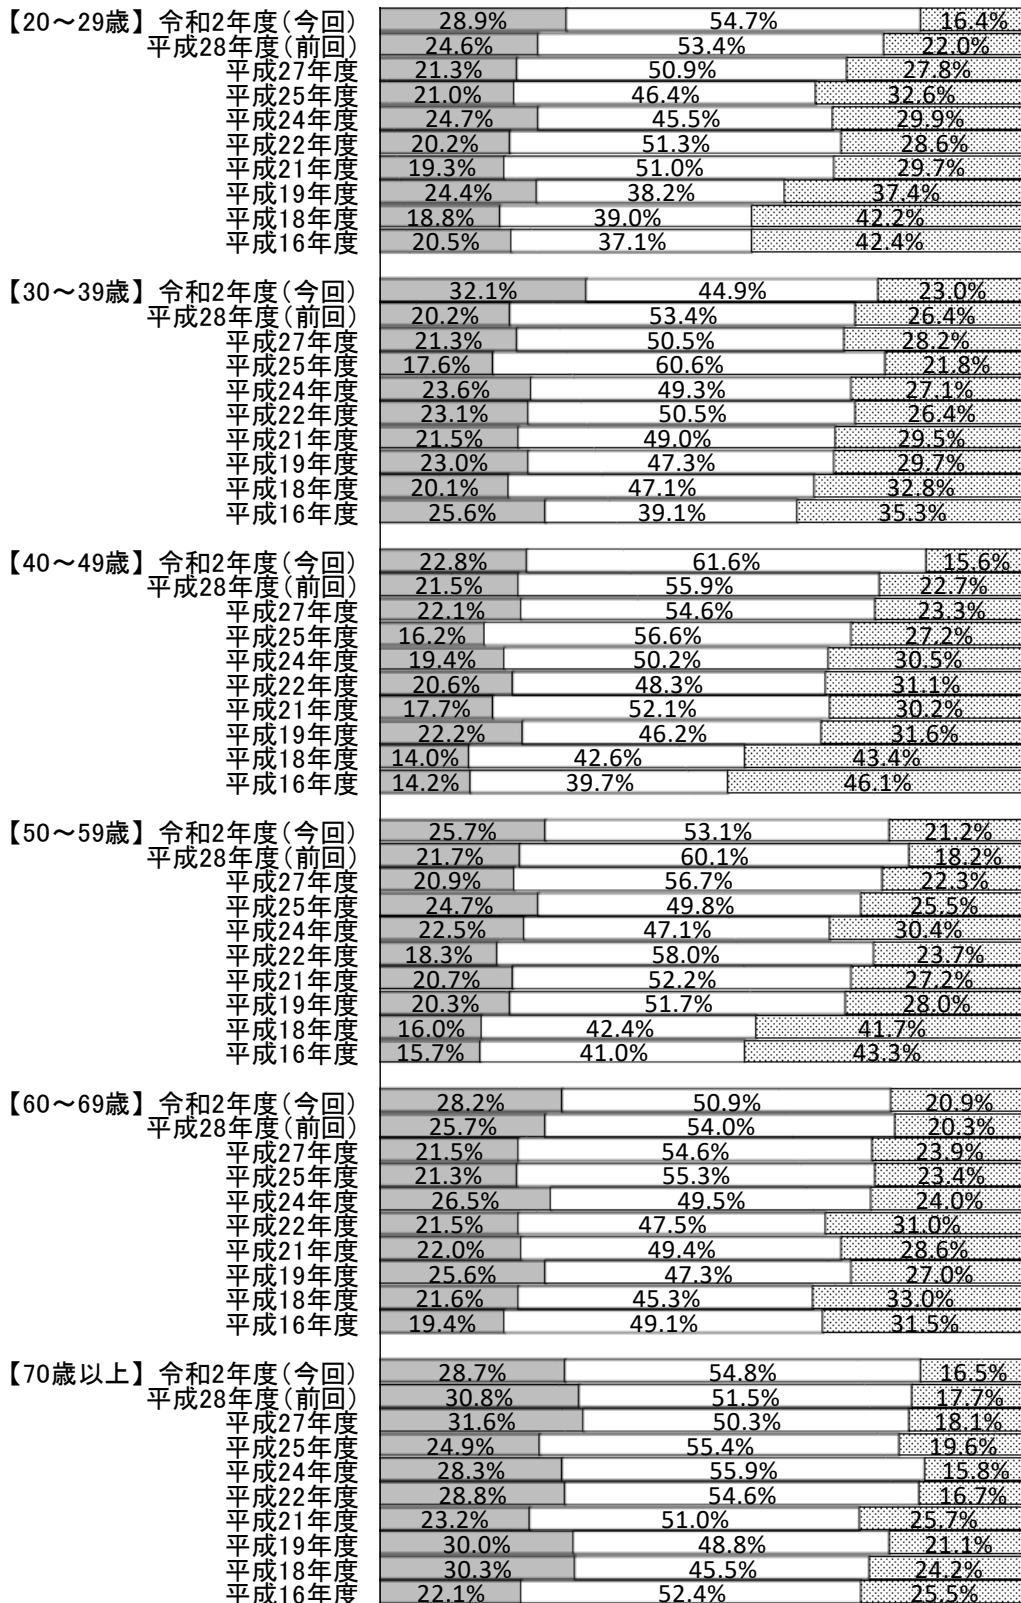 【20～29歳】 令和2年度（今回） 28.9% 54.7% 16.4%
平成28年度（前回） 24.6% 53.4% 22.0%
平成27年度 21.3% 50.9% 27.8%
平成25年度 21.0% 46.4% 32.6%
平成24年度 24.7% 45.5% 29.9%
平成22年度 20.2% 51.3% 28.6%
平成21年度 19.3% 51.0% 29.7%
平成19年度 24.4% 38.2% 37.4%
平成18年度 18.8% 39.0% 42.2%
平成16年度 20.5% 37.1% 42.4%
【30～39歳】 令和2年度（今回） 32.1% 44.9% 23.0%
平成28年度（前回） 20.2% 53.4% 26.4%
平成27年度 21.3% 50.5% 28.2%
平成25年度 17.6% 60.6% 21.8%
平成24年度 23.6% 49.3% 27.1%
平成22年度 23.1% 50.5% 26.4%
平成21年度 21.5% 49.0% 29.5%
平成19年度 23.0% 47.3% 29.7%
平成18年度 20.1% 47.1% 32.8%
平成16年度 25.6% 39.1% 35.3%
【40～49歳】 令和2年度（今回） 22.8% 61.6% 15.6%
平成28年度（前回） 21.5% 55.9% 22.7%
平成27年度 22.1% 54.6% 23.3%
平成25年度 16.2% 56.6% 27.2%
平成24年度 19.4% 50.2% 30.5%
平成22年度 20.6% 48.3% 31.1%
平成21年度 17.7% 52.1% 30.2%
平成19年度 22.2% 46.2% 31.6%
平成18年度 14.0% 42.6% 43.4%
平成16年度 14.2% 39.7% 46.1%
【50～59歳】 令和2年度（今回） 25.7% 53.1% 21.2%
平成28年度（前回） 21.7% 60.1% 18.2%
平成27年度 20.9% 56.7% 22.3%
平成25年度 24.7% 49.8% 25.5%
平成24年度 22.5% 47.1% 30.4%
平成22年度 18.3% 58.0% 23.7%
平成21年度 20.7% 52.2% 27.2%
平成19年度 20.3% 51.7% 28.0%
平成18年度 16.0% 42.4% 41.7%
平成16年度 15.7% 41.0% 43.3%
【60～69歳】 令和2年度（今回） 28.2% 50.9% 20.9%
平成28年度（前回） 25.7% 54.0% 20.3%
平成27年度 21.5% 54.6% 23.9%
平成25年度 21.3% 55.3% 23.4%
平成24年度 26.5% 49.5% 24.0%
平成22年度 21.5% 47.5% 31.0%
平成21年度 22.0% 49.4% 28.6%
平成19年度 25.6% 47.3% 27.0%
平成18年度 21.6% 45.3% 33.0%
平成16年度 19.4% 49.1% 31.5%
【70歳以上】 令和2年度（今回） 28.7% 54.8% 16.5%
平成28年度（前回） 30.8% 51.5% 17.7%
平成27年度 31.6% 50.3% 18.1%
平成25年度 24.9% 55.4% 19.6%
平成24年度 28.3% 55.9% 15.8%
平成22年度 28.8% 54.6% 16.7%
平成21年度 23.2% 51.0% 25.7%
平成19年度 30.0% 48.8% 21.1%
平成18年度 30.3% 45.5% 24.2%
平成16年度 22.1% 52.4% 25.5%